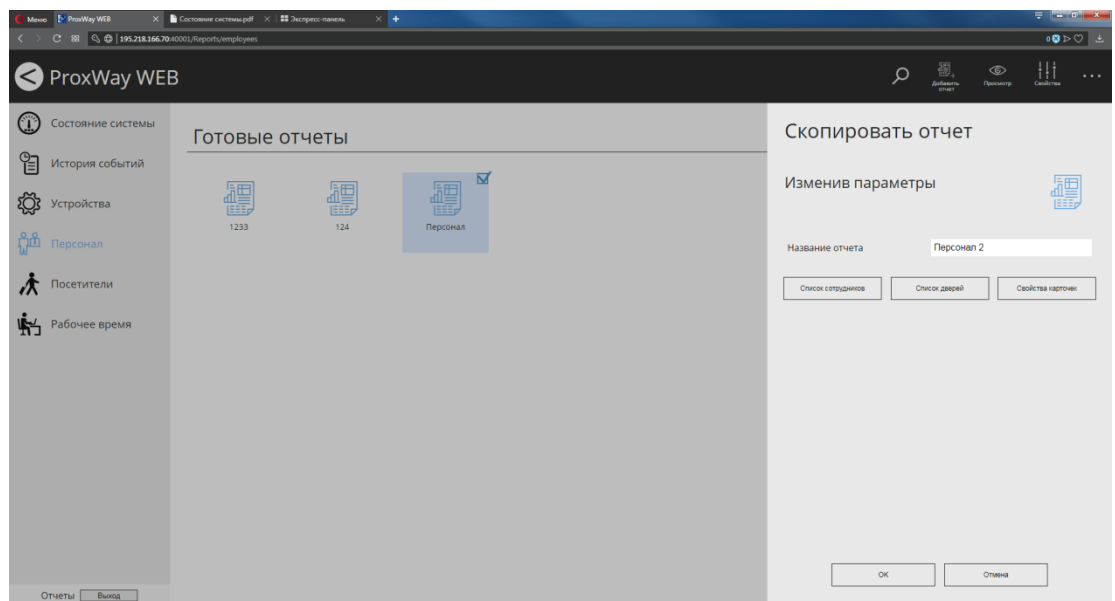 Меню ProxWay WEB Состояние системы.pdf Экспресс-панель
195.218.166.70:40001/Reports/employees
ProxWay WEB
Добавить отчет Просмотр Свойства
Состояние системы
История событий
Устройства
Персонал
Посетители
Рабочее время
Отчеты Выход
Готовые отчеты
1233 124 Персонал
Скопировать отчет
Изменив параметры
Название отчета Персонал 2
Список сотрудников Список дверей Свойства карточек
ОК Отмена